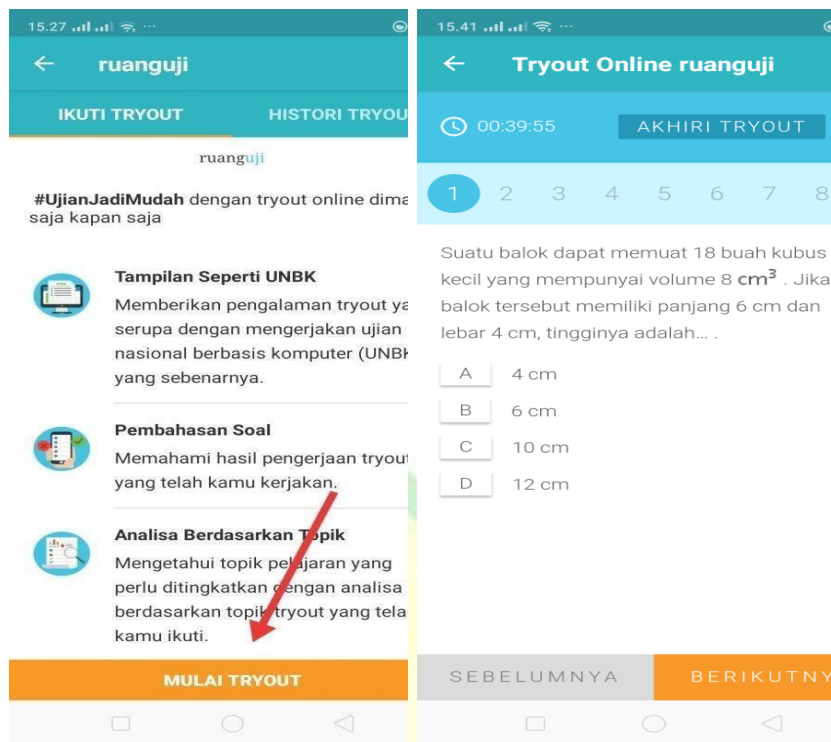 15.27
ruanguji
IKUTI TRYOUT HISTORI TRYOU
ruanguji
#UjianJadiMudah dengan tryout online dima
saja kapan saja
Tampilan Seperti UNBK
Memberikan pengalaman tryout ya
serupa dengan mengerjakan ujian
nasional berbasis komputer (UNBK
yang sebenarnya.
Pembahasan Soal
Memahami hasil pengerjaan tryout
yang telah kamu kerjakan.
Analisa Berdasarkan Topik
Mengetahui topik pelajaran yang
perlu ditingkatkan dengan analisa
berdasarkan topik tryout yang tela
kamu ikuti.
MULAI TRYOUT
15.41
Tryout Online ruanguji
00:39:55 AKHIRI TRYOUT
1 2 3 4 5 6 7 8
Suatu balok dapat memuat 18 buah kubus
kecil yang mempunyai volume 8 cm³ . Jika
balok tersebut memiliki panjang 6 cm dan
lebar 4 cm, tingginya adalah... .
A 4 cm
B 6 cm
C 10 cm
D 12 cm
SEBELUMNYA BERIKUTNY